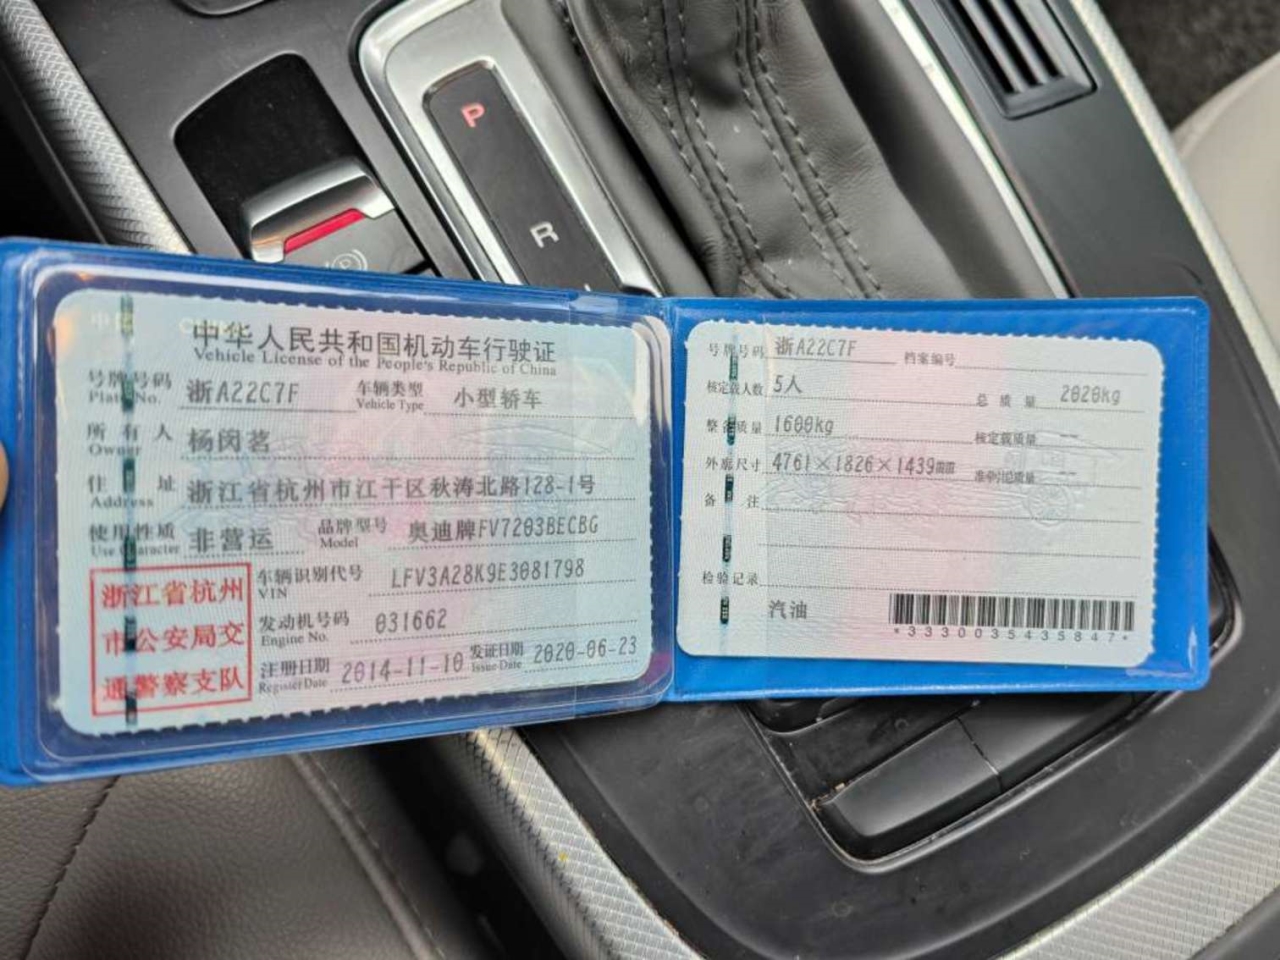 P
R
中华人民共和国机动车行驶证
Vehicle License of the People's Republic of China
号牌号码 浙A22C7F 车辆类型 小型轿车
Plate No. Vehicle Type
所有人 杨闵茗
Owner
住址 浙江省杭州市江干区秋涛北路128-1号
Address
使用性质 非营运 品牌型号 奥迪牌FV7203BECBG
Use Character Model
浙江省杭州
市公安局交
通警察支队
车辆识别代号 LFV3A28K9E3081798
VIN
发动机号码 031662
Engine No.
注册日期 2014-11-10 发证日期 2020-06-23
Register Date Issue Date
号牌号码 浙A22C7F 档案编号
核定载人数 5人 总质量 2020kg
整备质量 1600kg 核定载质量 --
外廓尺寸 4761×1826×1439mm 准牵引总质量 --
备注
检验记录
汽油
*3330035435847*